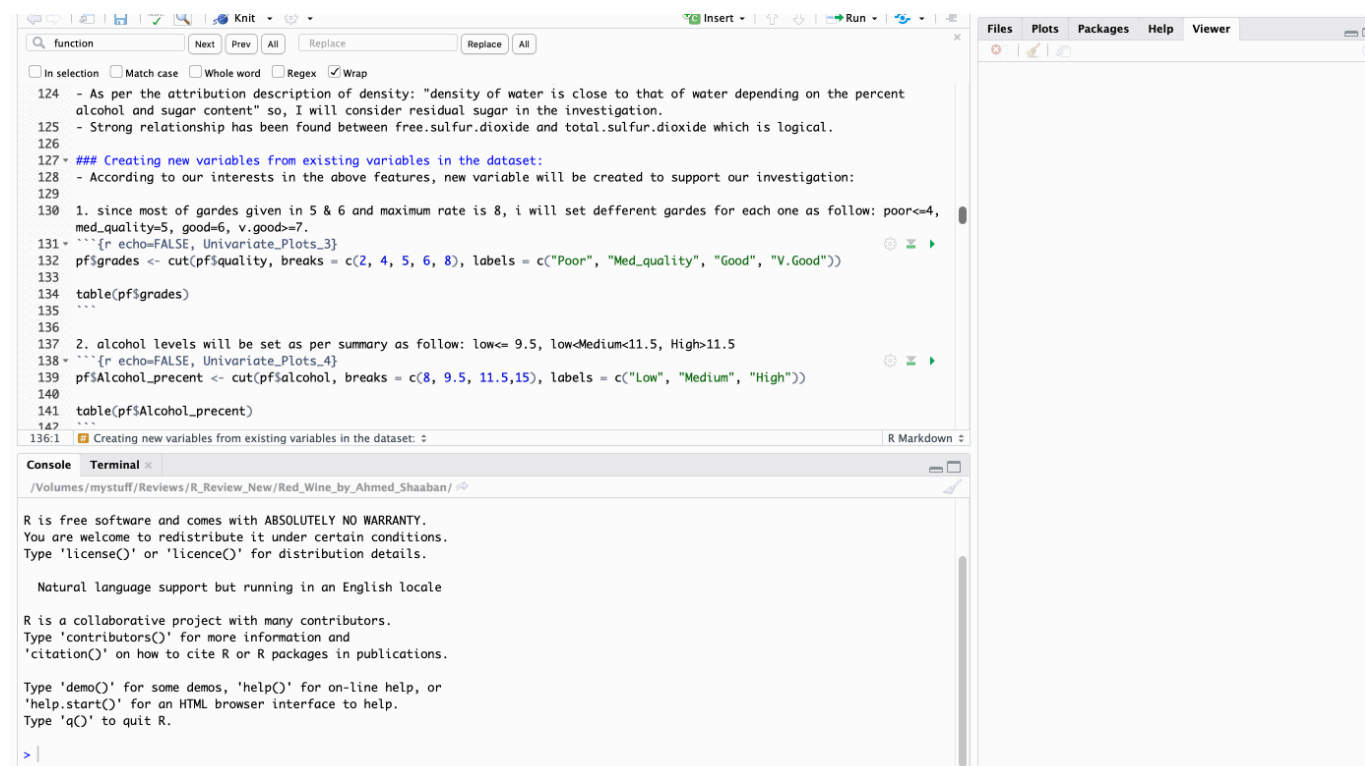 Knit
Insert
Run
function
Next
Prev
All
Replace
Replace
All
In selection
Match case
Whole word
Regex
Wrap
124 - As per the attribution description of density: "density of water is close to that of water depending on the percent
alcohol and sugar content" so, I will consider residual sugar in the investigation.
125 - Strong relationship has been found between free.sulfur.dioxide and total.sulfur.dioxide which is logical.
126
127 ### Creating new variables from existing variables in the dataset:
128 - According to our interests in the above features, new variable will be created to support our investigation:
129
130 1. since most of gardes given in 5 & 6 and maximum rate is 8, i will set defferent gardes for each one as follow: poor<=4,
med_quality=5, good=6, v.good>=7.
131 ```{r echo=FALSE, Univariate_Plots_3}
132 pf$grades <- cut(pf$quality, breaks = c(2, 4, 5, 6, 8), labels = c("Poor", "Med_quality", "Good", "V.Good"))
133
134 table(pf$grades)
135 ```
136
137 2. alcohol levels will be set as per summary as follow: low<= 9.5, low<Medium<11.5, High>11.5
138 ```{r echo=FALSE, Univariate_Plots_4}
139 pf$Alcohol_precent <- cut(pf$alcohol, breaks = c(8, 9.5, 11.5,15), labels = c("Low", "Medium", "High"))
140
141 table(pf$Alcohol_precent)
142 ```
136:1 # Creating new variables from existing variables in the dataset:
R Markdown
Console
Terminal
/Volumes/mystuff/Reviews/R_Review_New/Red_Wine_by_Ahmed_Shaaban/
R is free software and comes with ABSOLUTELY NO WARRANTY.
You are welcome to redistribute it under certain conditions.
Type 'license()' or 'licence()' for distribution details.
Natural language support but running in an English locale
R is a collaborative project with many contributors.
Type 'contributors()' for more information and
'citation()' on how to cite R or R packages in publications.
Type 'demo()' for some demos, 'help()' for on-line help, or
'help.start()' for an HTML browser interface to help.
Type 'q()' to quit R.
>
Files
Plots
Packages
Help
Viewer